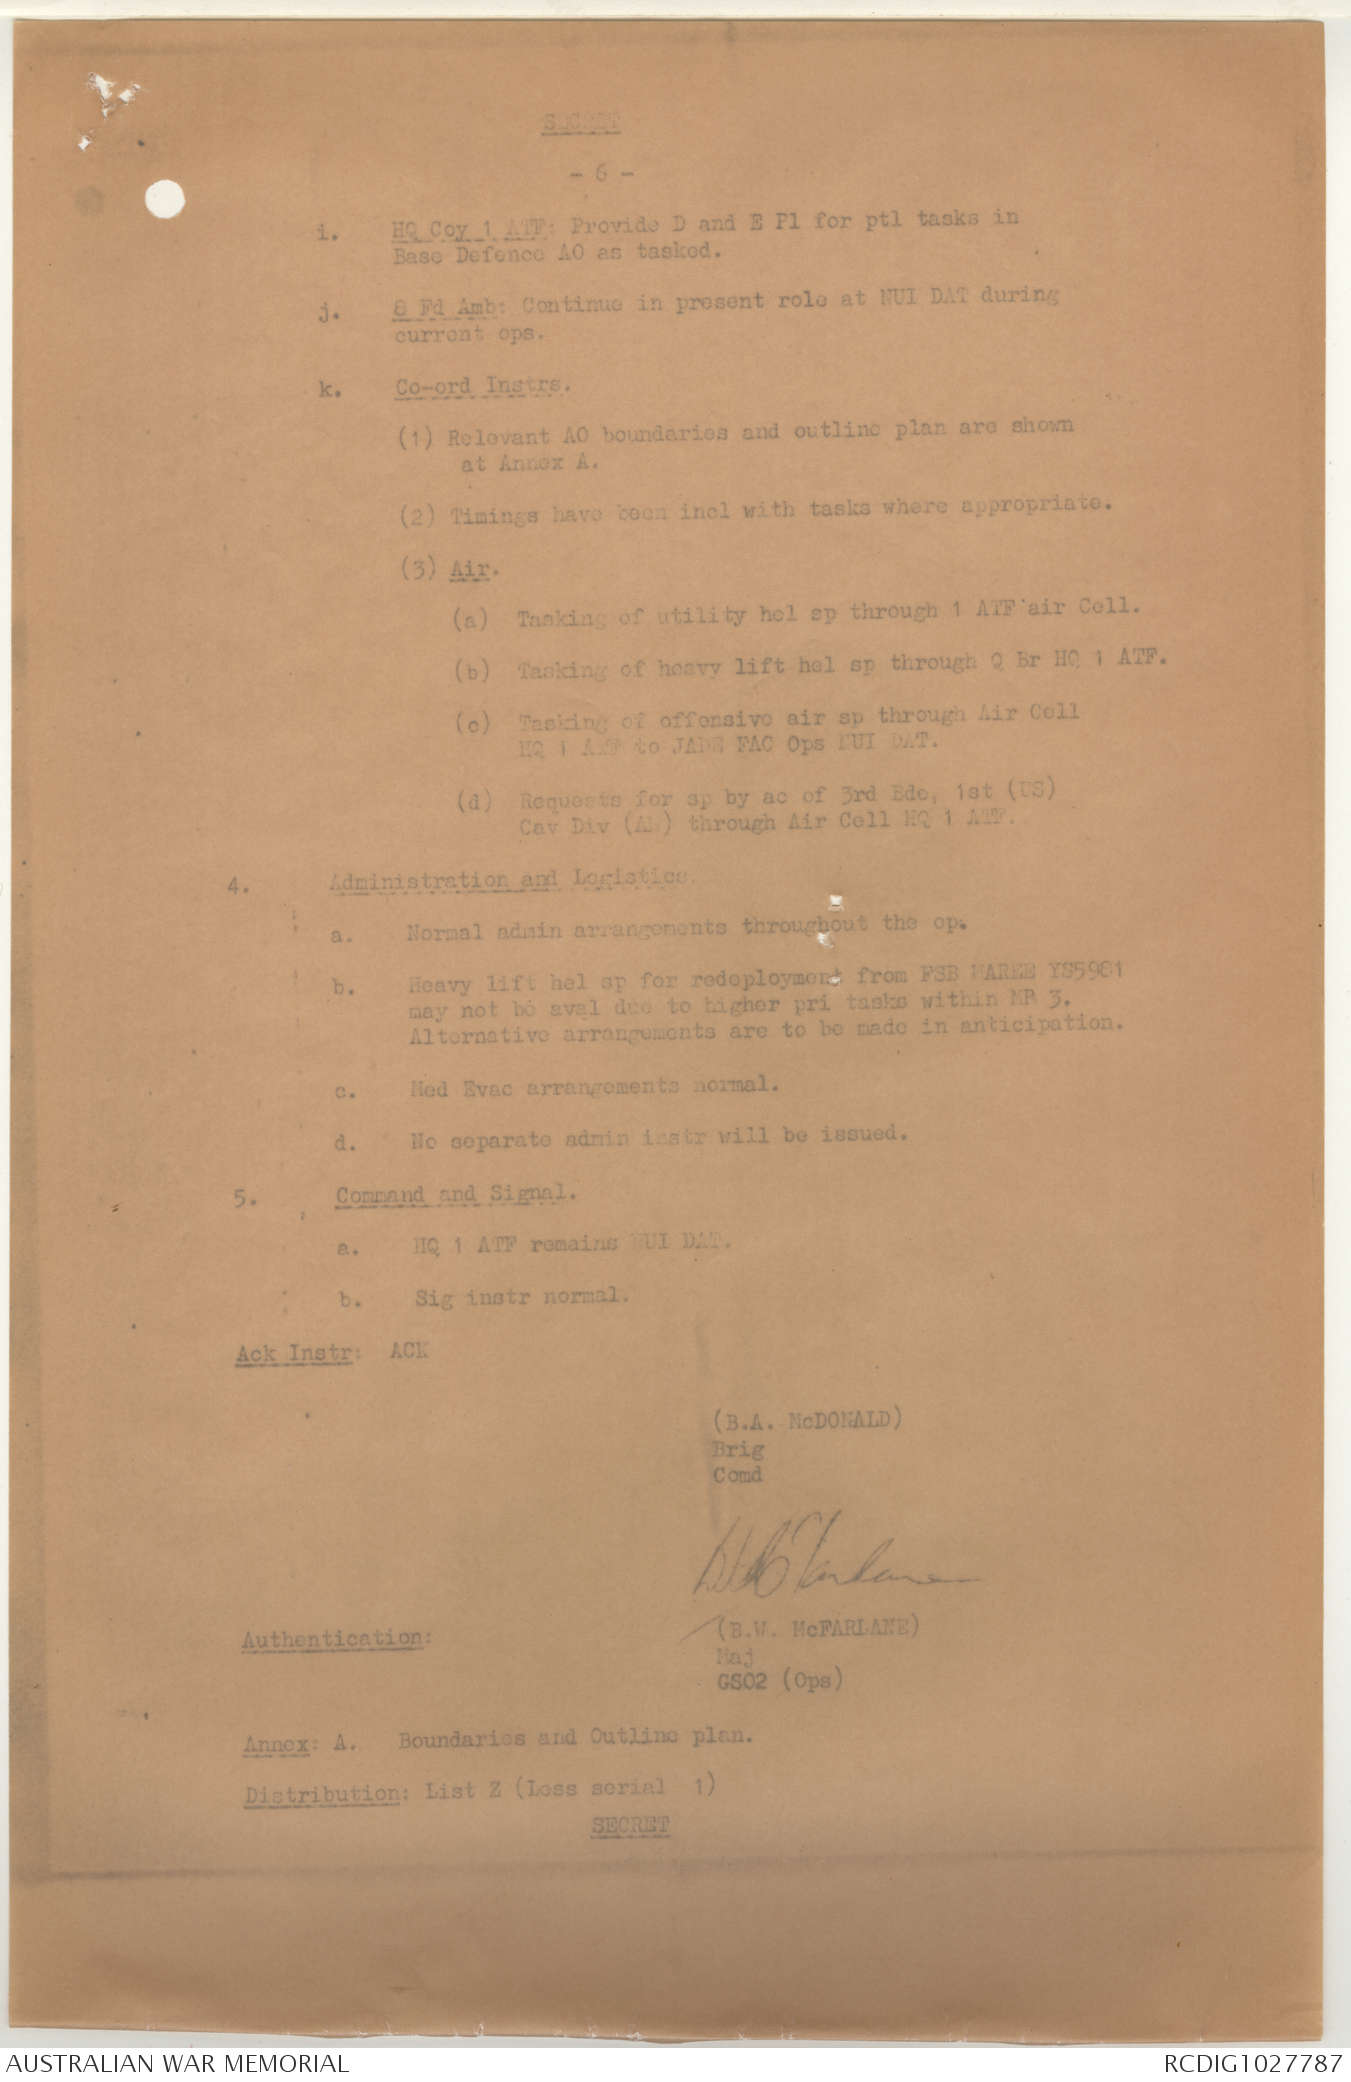 SECRET
- 6 -
i. HQ Coy 1 ATF: Provide D and E Pl for ptl tasks in
Base Defence AO as tasked.
j. 8 Fd Amb: Continue in present role at NUI DAT during
current ops.
k. Co-ord Instrs.
(1) Relevant AO boundaries and outline plan are shown
at Annex A.
(2) Timings have been incl with tasks where appropriate.
(3) Air.
(a) Tasking of utility hel sp through 1 ATF air Cell.
(b) Tasking of heavy lift hel sp through Q Br HQ 1 ATF.
(c) Tasking of offensive air sp through Air Cell
HQ 1 ATF to JADE FAC Ops NUI DAT.
(d) Requests for sp by ac of 3rd Bde, 1st (US)
Cav Div (AM) through Air Cell HQ 1 ATF.
4. Administration and Logistics.
a. Normal admin arrangements throughout the op.
b. Heavy lift hel sp for redeployment from FSB MAREE YS5981
may not be aval due to higher pri tasks within MR 3.
Alternative arrangements are to be made in anticipation.
c. Med Evac arrangements normal.
d. No separate admin instr will be issued.
5. Command and Signal.
a. HQ 1 ATF remains NUI DAT.
b. Sig instr normal.
Ack Instr: ACK
(B.A. McDONALD)
Brig
Comd
Authentication:
(B.W. McFARLANE)
Maj
GSO2 (Ops)
Annex: A. Boundaries and Outline plan.
Distribution: List Z (Less serial 1)
SECRET
AUSTRALIAN WAR MEMORIAL
RCDIG1027787